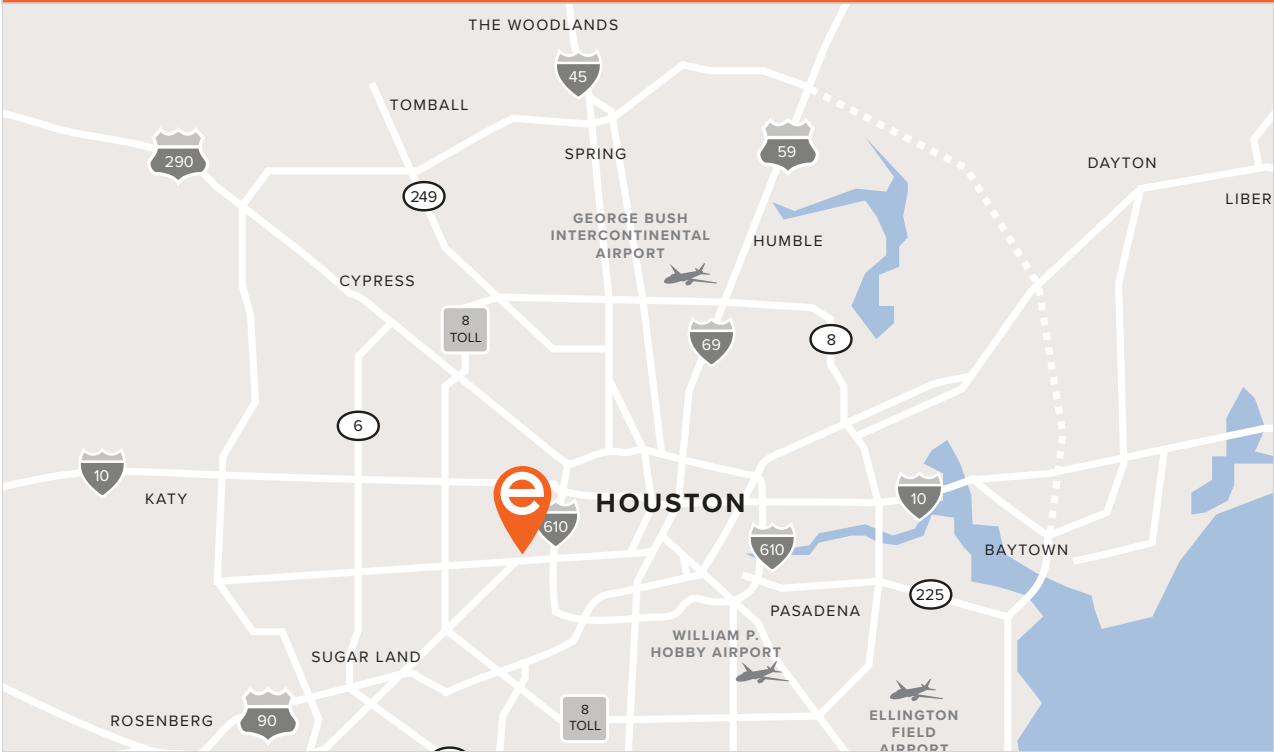 THE WOODLANDS
45
TOMBALL
290
SPRING
59
DAYTON
249
LIBER
GEORGE BUSH
INTERCONTINENTAL
AIRPORT
HUMBLE
CYPRESS
8
TOLL
69
8
6
10
KATY
e
HOUSTON
10
610
610
BAYTOWN
225
PASADENA
WILLIAM P.
HOBBY AIRPORT
SUGAR LAND
ROSENBERG
90
8
TOLL
ELLINGTON
FIELD
AIRPORT